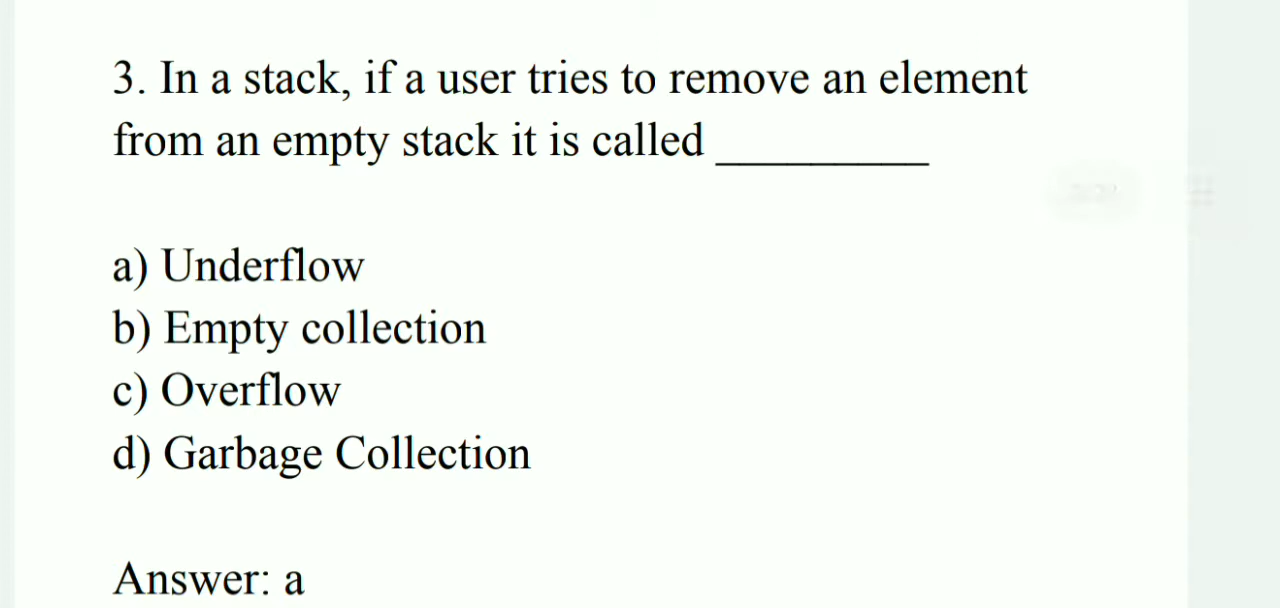 3. In a stack, if a user tries to remove an element
from an empty stack it is called _________
a) Underflow
b) Empty collection
c) Overflow
d) Garbage Collection
Answer: a